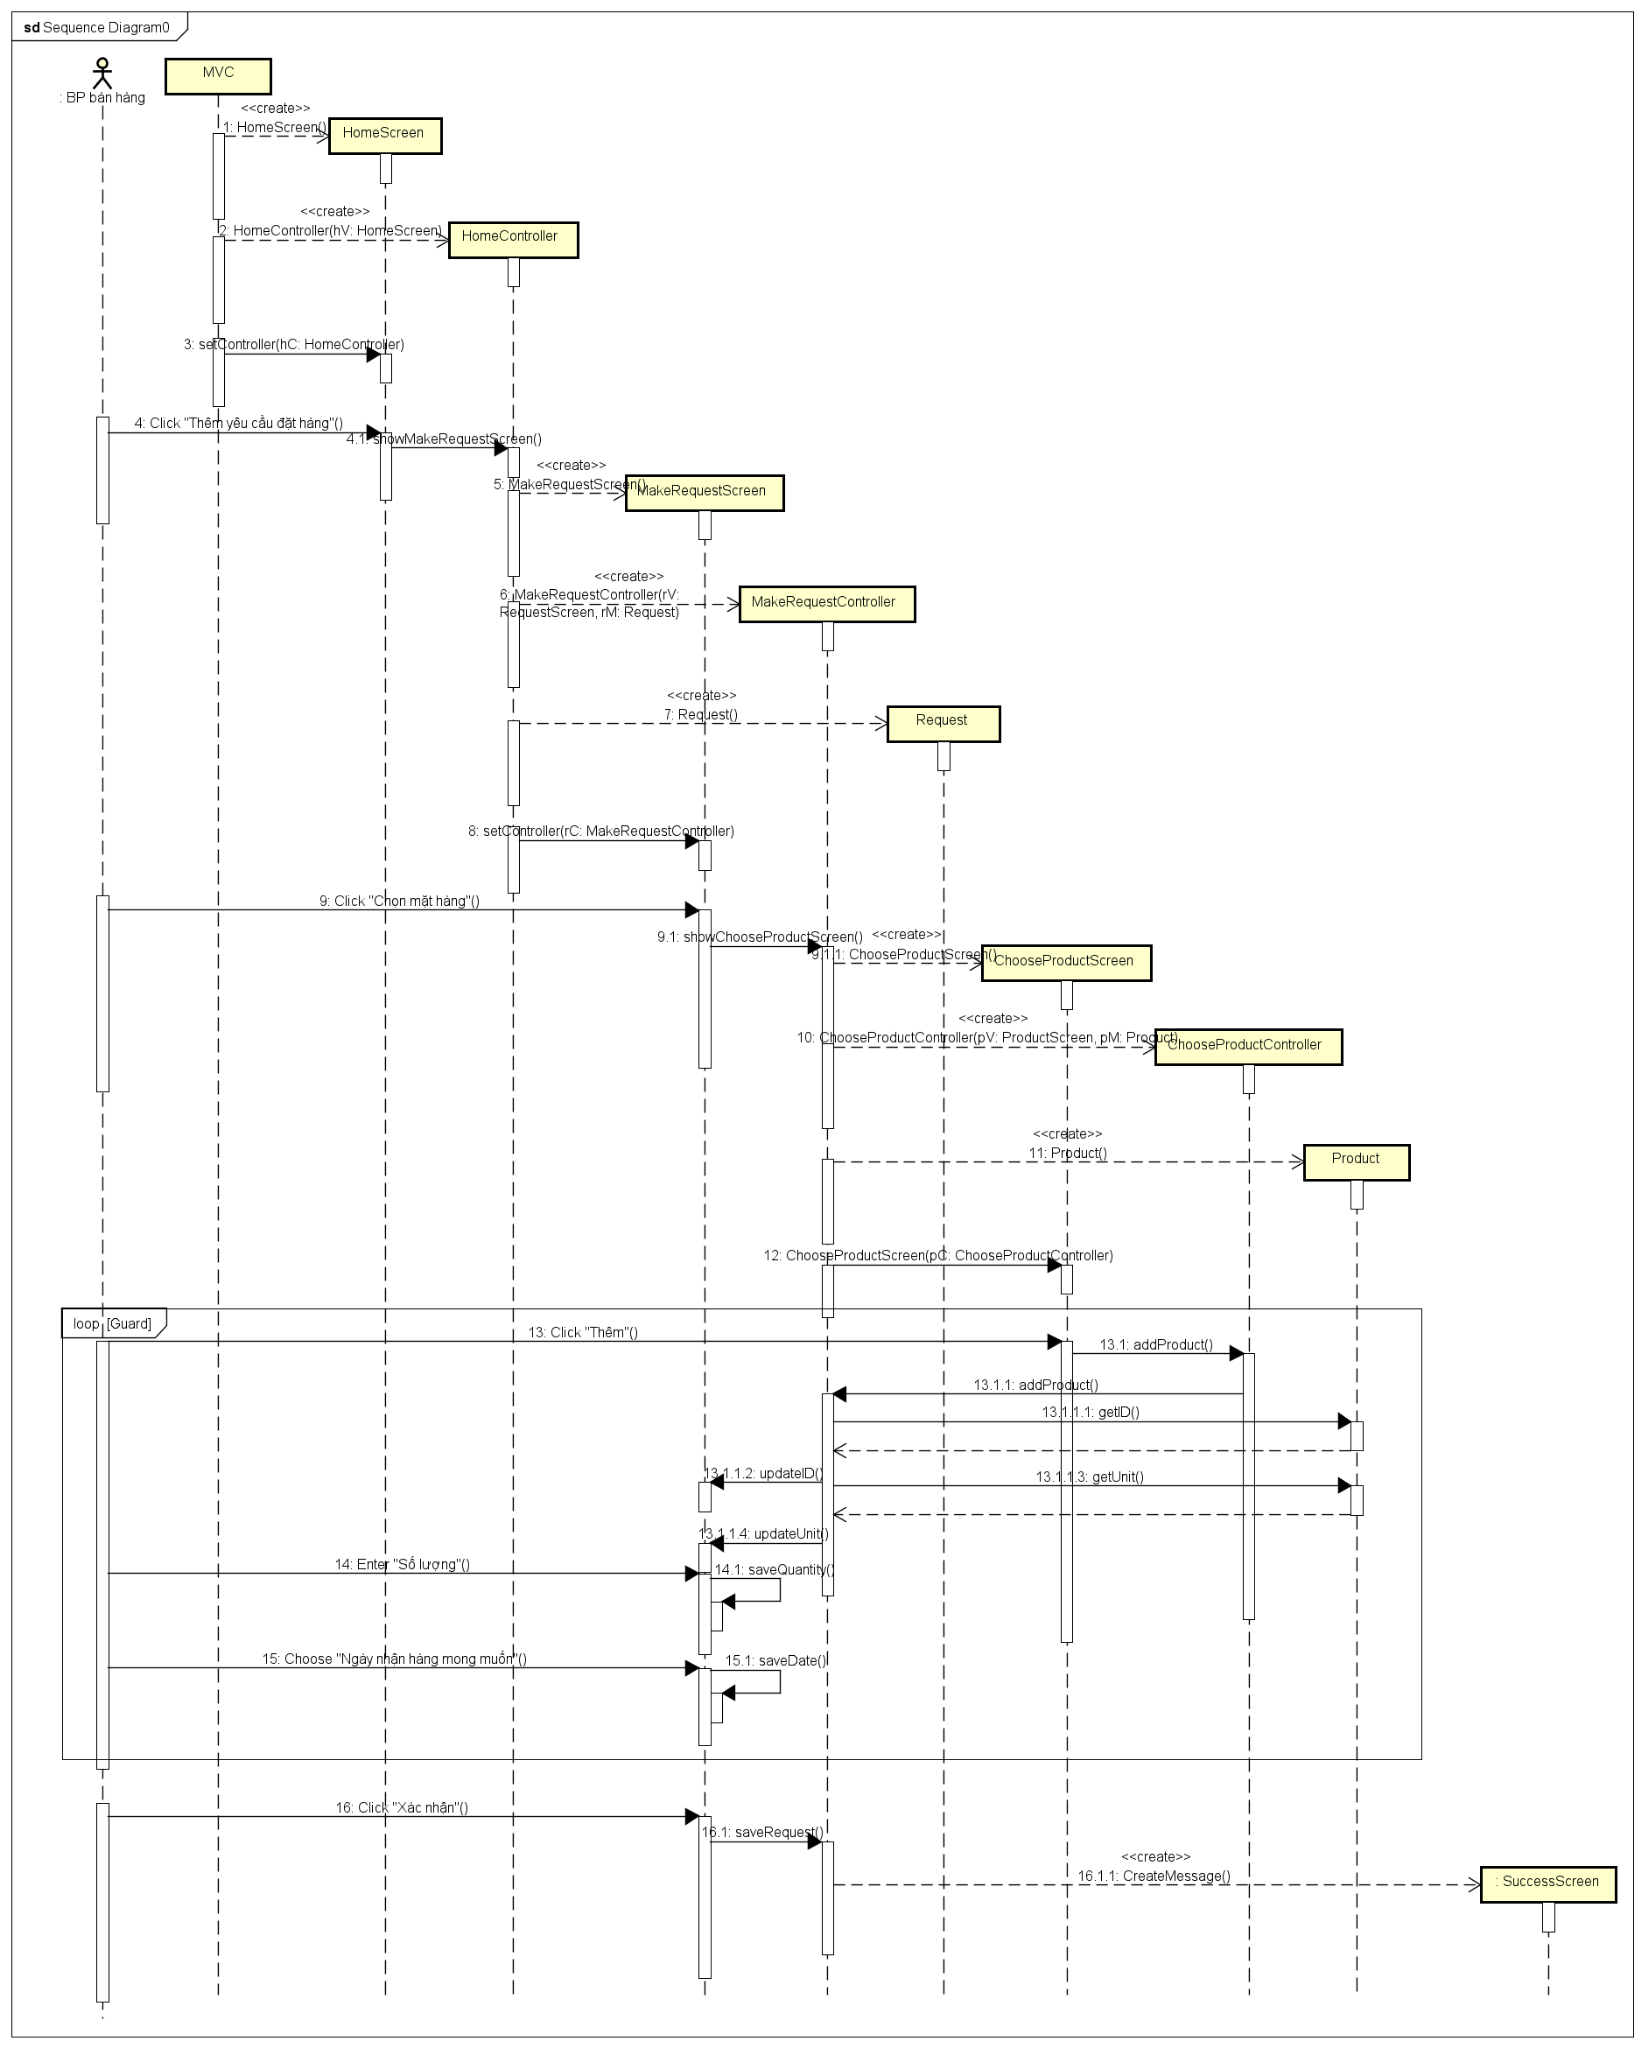 sd Sequence Diagram0
: BP bán hàng
MVC
<<create>>
1: HomeScreen()
HomeScreen
<<create>>
2: HomeController(hV: HomeScreen)
HomeController
3: setController(hC: HomeController)
4: Click "Thêm yêu cầu đặt hàng"()
4.1: showMakeRequestScreen()
<<create>>
5: MakeRequestScreen()
MakeRequestScreen
<<create>>
6: MakeRequestController(rV:
RequestScreen, rM: Request)
MakeRequestController
<<create>>
7: Request()
Request
8: setController(rC: MakeRequestController)
9: Click "Chọn mặt hàng"()
9.1: showChooseProductScreen()
<<create>>
9.1.1: ChooseProductScreen()
ChooseProductScreen
<<create>>
10: ChooseProductController(pV: ProductScreen, pM: Product)
ChooseProductController
<<create>>
11: Product()
Product
12: ChooseProductScreen(pC: ChooseProductController)
loop [Guard]
13: Click "Thêm"()
13.1: addProduct()
13.1.1: addProduct()
13.1.1.1: getID()
13.1.1.2: updateID()
13.1.1.3: getUnit()
13.1.1.4: updateUnit()
14: Enter "Số lượng"()
14.1: saveQuantity()
15: Choose "Ngày nhận hàng mong muốn"()
15.1: saveDate()
16: Click "Xác nhận"()
16.1: saveRequest()
<<create>>
16.1.1: CreateMessage()
: SuccessScreen